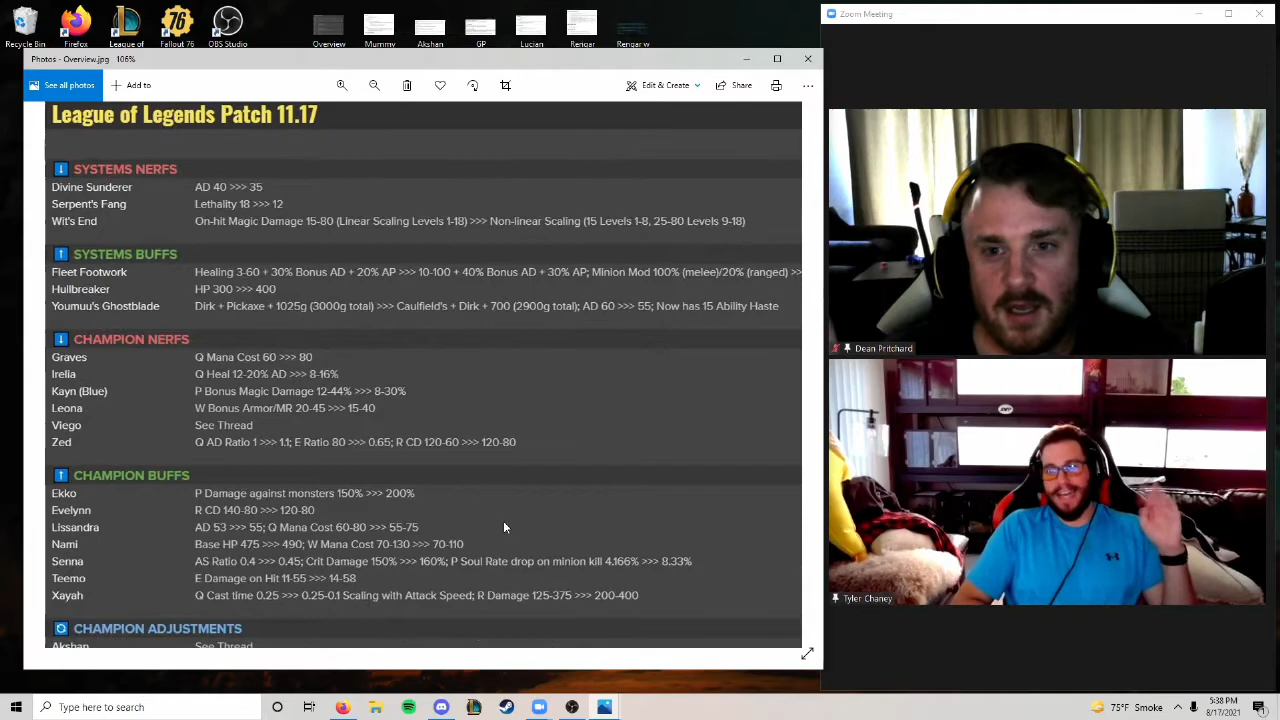 Recycle Bin
Firefox
League of
Fallout 76
OBS Studio
Overview
Mummy
Akshan
GP
Lucian
Rengar
Rengar w
Zoom Meeting
Photos - Overview.jpg 106%
See all photos
Add to
Edit & Create
Share
League of Legends Patch 11.17
SYSTEMS NERFS
Divine Sunderer AD 40 >>> 35
Serpent's Fang Lethality 18 >>> 12
Wit's End On-hit Magic Damage 15-80 (Linear Scaling Levels 1-18) >>> Non-linear Scaling (15 Levels 1-8, 25-80 Levels 9-18)
SYSTEMS BUFFS
Fleet Footwork Healing 3-60 + 30% Bonus AD + 20% AP >>> 10-100 + 40% Bonus AD + 30% AP; Minion Mod 100% (melee)/20% (ranged) >>
Hullbreaker HP 300 >>> 400
Youmuu's Ghostblade Dirk + Pickaxe + 1025g (3000g total) >>> Caulfield's + Dirk + 700 (2900g total); AD 60 >>> 55; Now has 15 Ability Haste
CHAMPION NERFS
Graves Q Mana Cost 60 >>> 80
Irelia Q Heal 12-20% AD >>> 8-16%
Kayn (Blue) P Bonus Magic Damage 12-44% >>> 8-30%
Leona W Bonus Armor/MR 20-45 >>> 15-40
Viego See Thread
Zed Q AD Ratio 1 >>> 1.1; E Ratio 80 >>> 0.65; R CD 120-60 >>> 120-80
CHAMPION BUFFS
Ekko P Damage against monsters 150% >>> 200%
Evelynn R CD 140-80 >>> 120-80
Lissandra AD 53 >>> 55; Q Mana Cost 60-80 >>> 55-75
Nami Base HP 475 >>> 490; W Mana Cost 70-130 >>> 70-110
Senna AS Ratio 0.4 >>> 0.45; Crit Damage 150% >>> 160%; P Soul Rate drop on minion kill 4.166% >>> 8.33%
Teemo E Damage on Hit 11-55 >>> 14-58
Xayah Q Cast time 0.25 >>> 0.25-0.1 Scaling with Attack Speed; R Damage 125-375 >>> 200-400
CHAMPION ADJUSTMENTS
Akshan See Thread
Dean Pritchard
Tyler Chaney
Type here to search
75°F Smoke
5:38 PM
8/17/2021